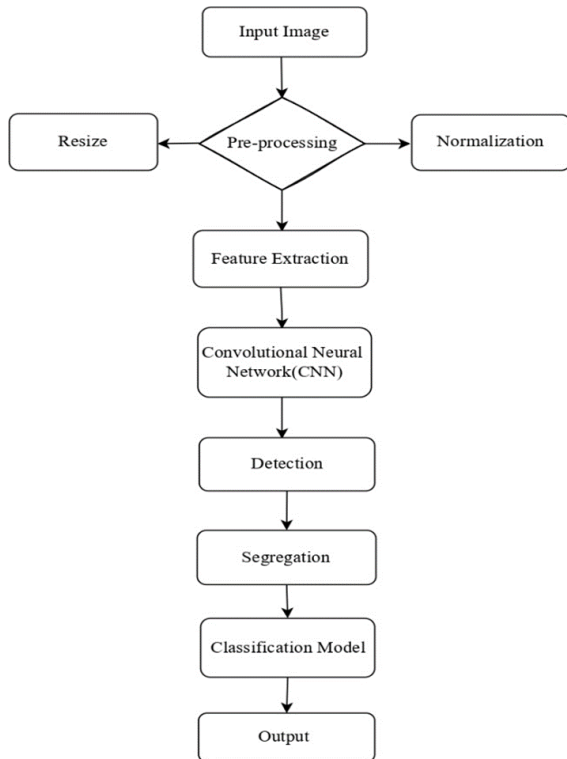 Input Image
Resize
Pre-processing
Normalization
Feature Extraction
Convolutional Neural
Network(CNN)
Detection
Segregation
Classification Model
Output